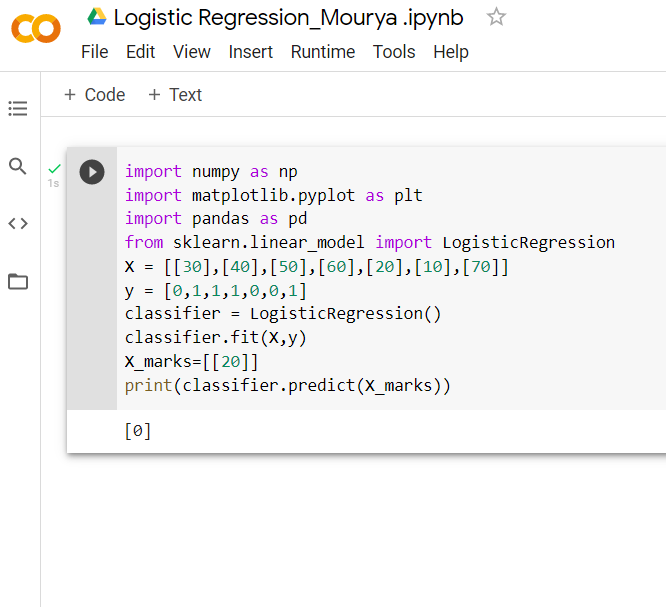 Logistic Regression_Mourya .ipynb
File Edit View Insert Runtime Tools Help
+ Code + Text
1s
import numpy as np
import matplotlib.pyplot as plt
import pandas as pd
from sklearn.linear_model import LogisticRegression
X = [[30],[40],[50],[60],[20],[10],[70]]
y = [0,1,1,1,0,0,1]
classifier = LogisticRegression()
classifier.fit(X,y)
X_marks=[[20]]
print(classifier.predict(X_marks))
[0]